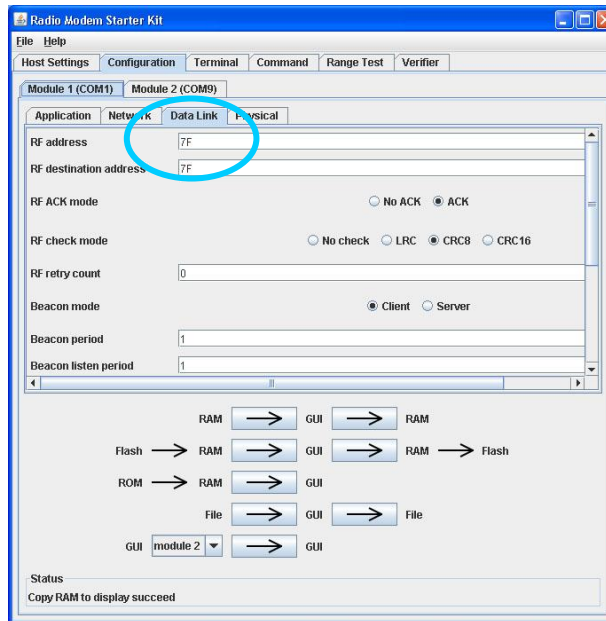 Radio Modem Starter Kit
File Help
Host Settings Configuration Terminal Command Range Test Verifier
Module 1 (COM1) Module 2 (COM9)
Application Network Data Link Physical
RF address 7F
RF destination address 7F
RF ACK mode No ACK ACK
RF check mode No check LRC CRC8 CRC16
RF retry count 0
Beacon mode Client Server
Beacon period 1
Beacon listen period 1
RAM GUI RAM
Flash RAM GUI RAM Flash
ROM RAM GUI
File GUI File
GUI module 2 GUI
Status
Copy RAM to display succeed